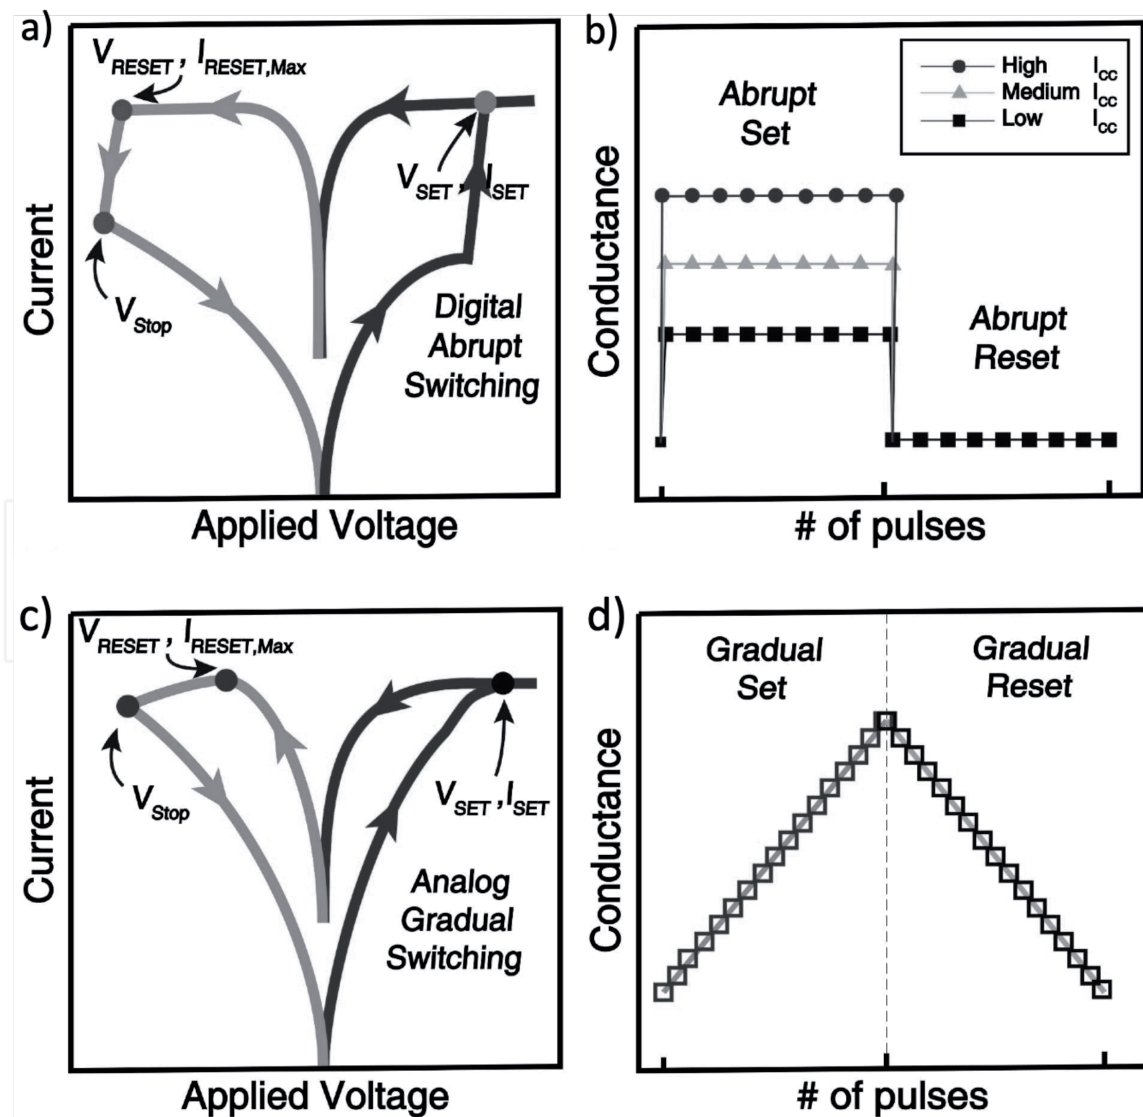 a)
V_RESET , I_RESET,Max
V_SET , I_SET
V_Stop
Digital
Abrupt
Switching
Current
Applied Voltage
b)
High I_CC
Medium I_CC
Low I_CC
Abrupt
Set
Abrupt
Reset
Conductance
# of pulses
c)
V_RESET , I_RESET,Max
V_Stop
V_SET , I_SET
Analog
Gradual
Switching
Current
Applied Voltage
d)
Gradual
Set
Gradual
Reset
Conductance
# of pulses